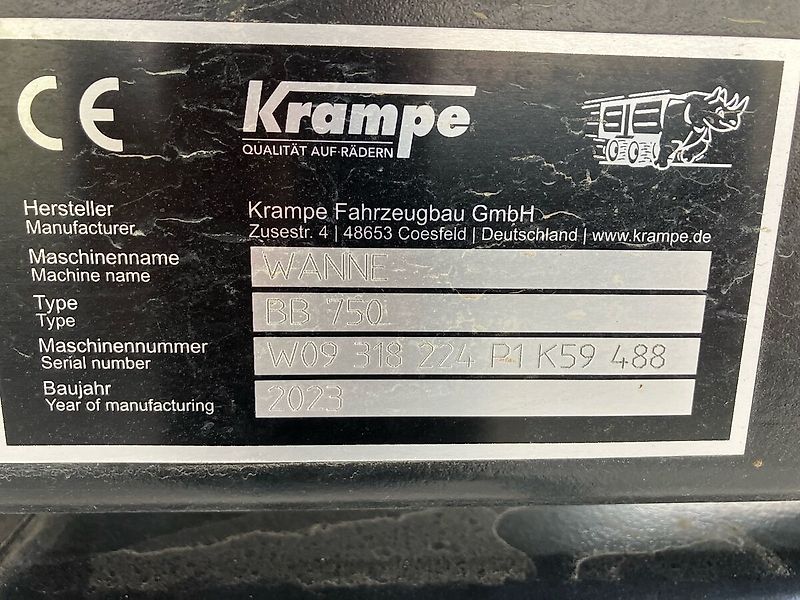 CE
Krampe
QUALITÄT AUF RÄDERN
Hersteller
Manufacturer
Krampe Fahrzeugbau GmbH
Zusestr. 4 | 48653 Coesfeld | Deutschland | www.krampe.de
Maschinenname
Machine name
WANNE
Type
Type
BB 750
Maschinennummer
Serial number
W09 318 224 P1 K59 488
Baujahr
Year of manufacturing
2023